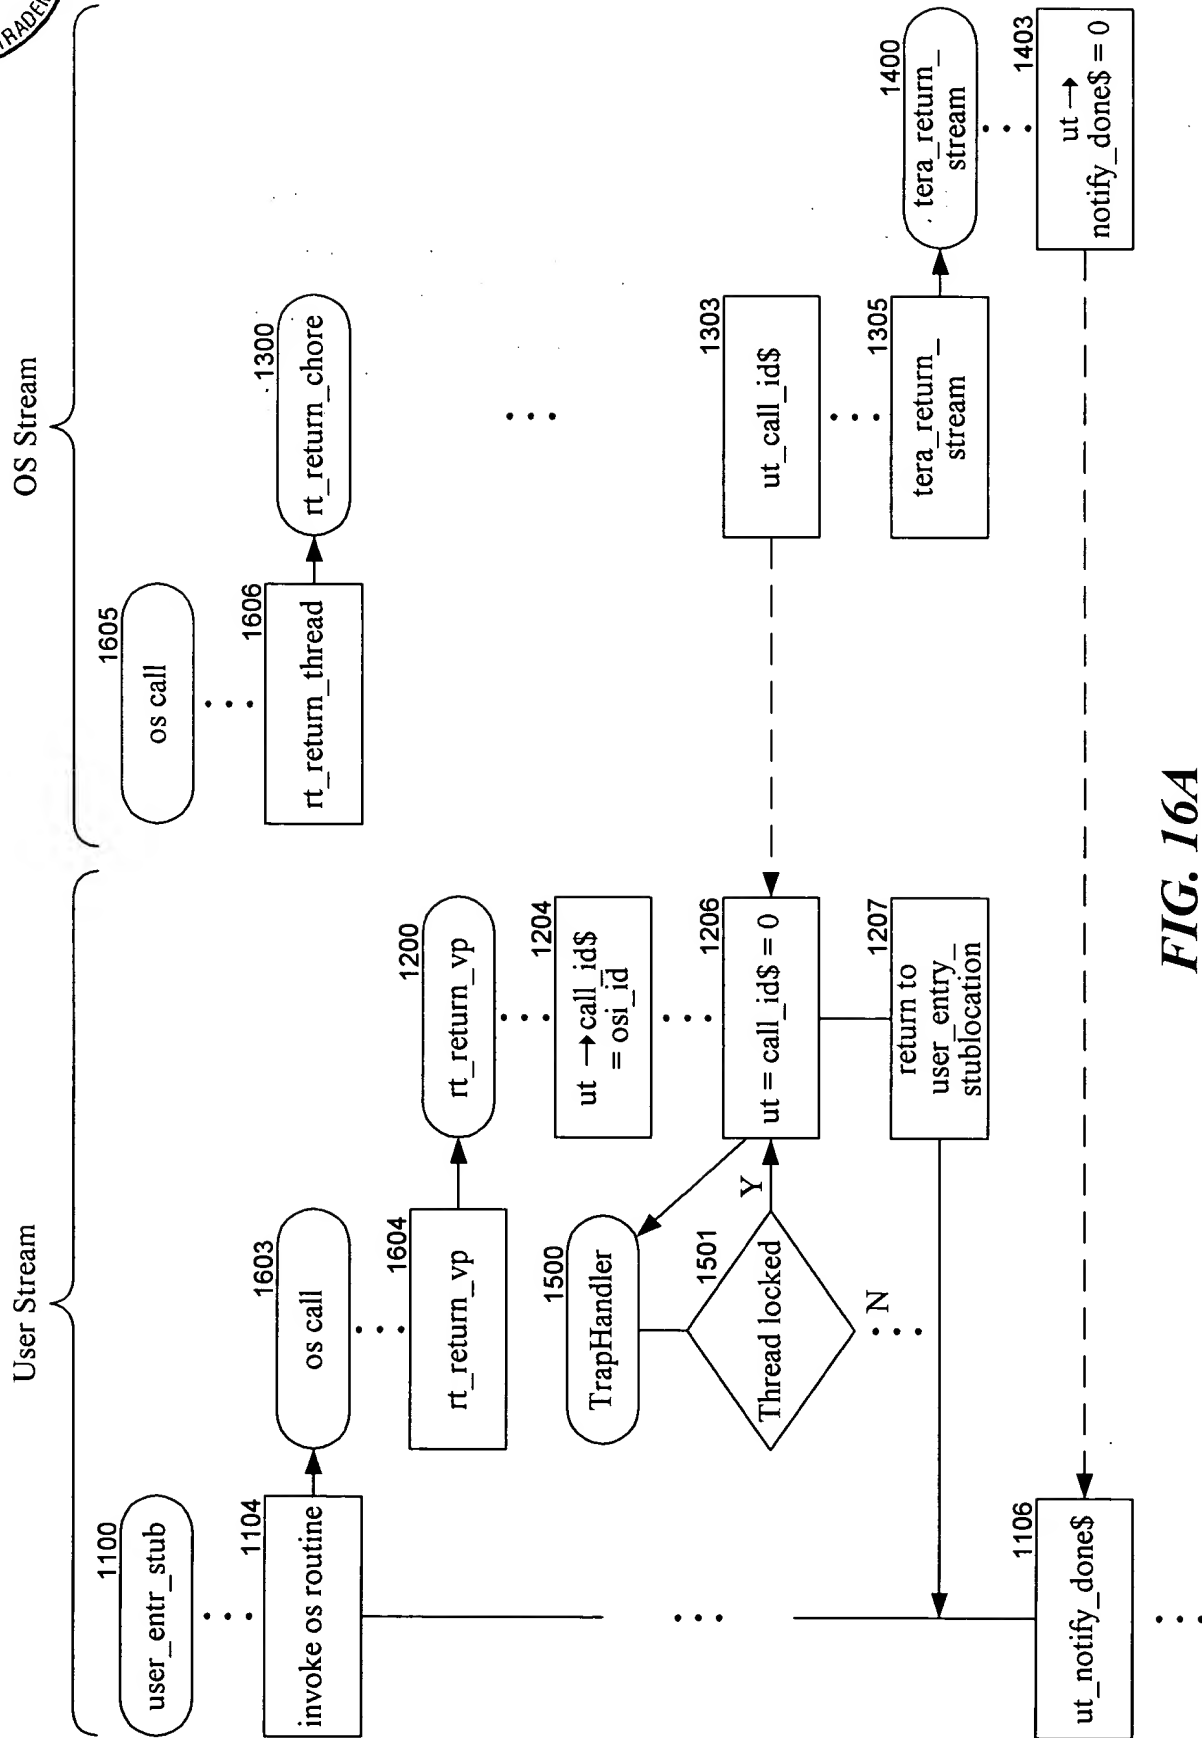 TRADEM
User Stream
OS Stream
1100
user_entr_stub
1104
invoke os routine
1603
os call
1604
rt_return_vp
1200
rt_return_vp
1204
ut → call_id$
= osi_id
1500
TrapHandler
1501
Thread locked
Y
N
1206
ut = call_id$ = 0
1207
return to
user_entry_
stublocation
1106
ut_notify_done$
1605
os call
1606
rt_return_thread
1300
rt_return_chore
1303
ut_call_id$
1305
tera_return_
stream
1400
tera_return_
stream
1403
ut →
notify_done$ = 0
FIG. 16A